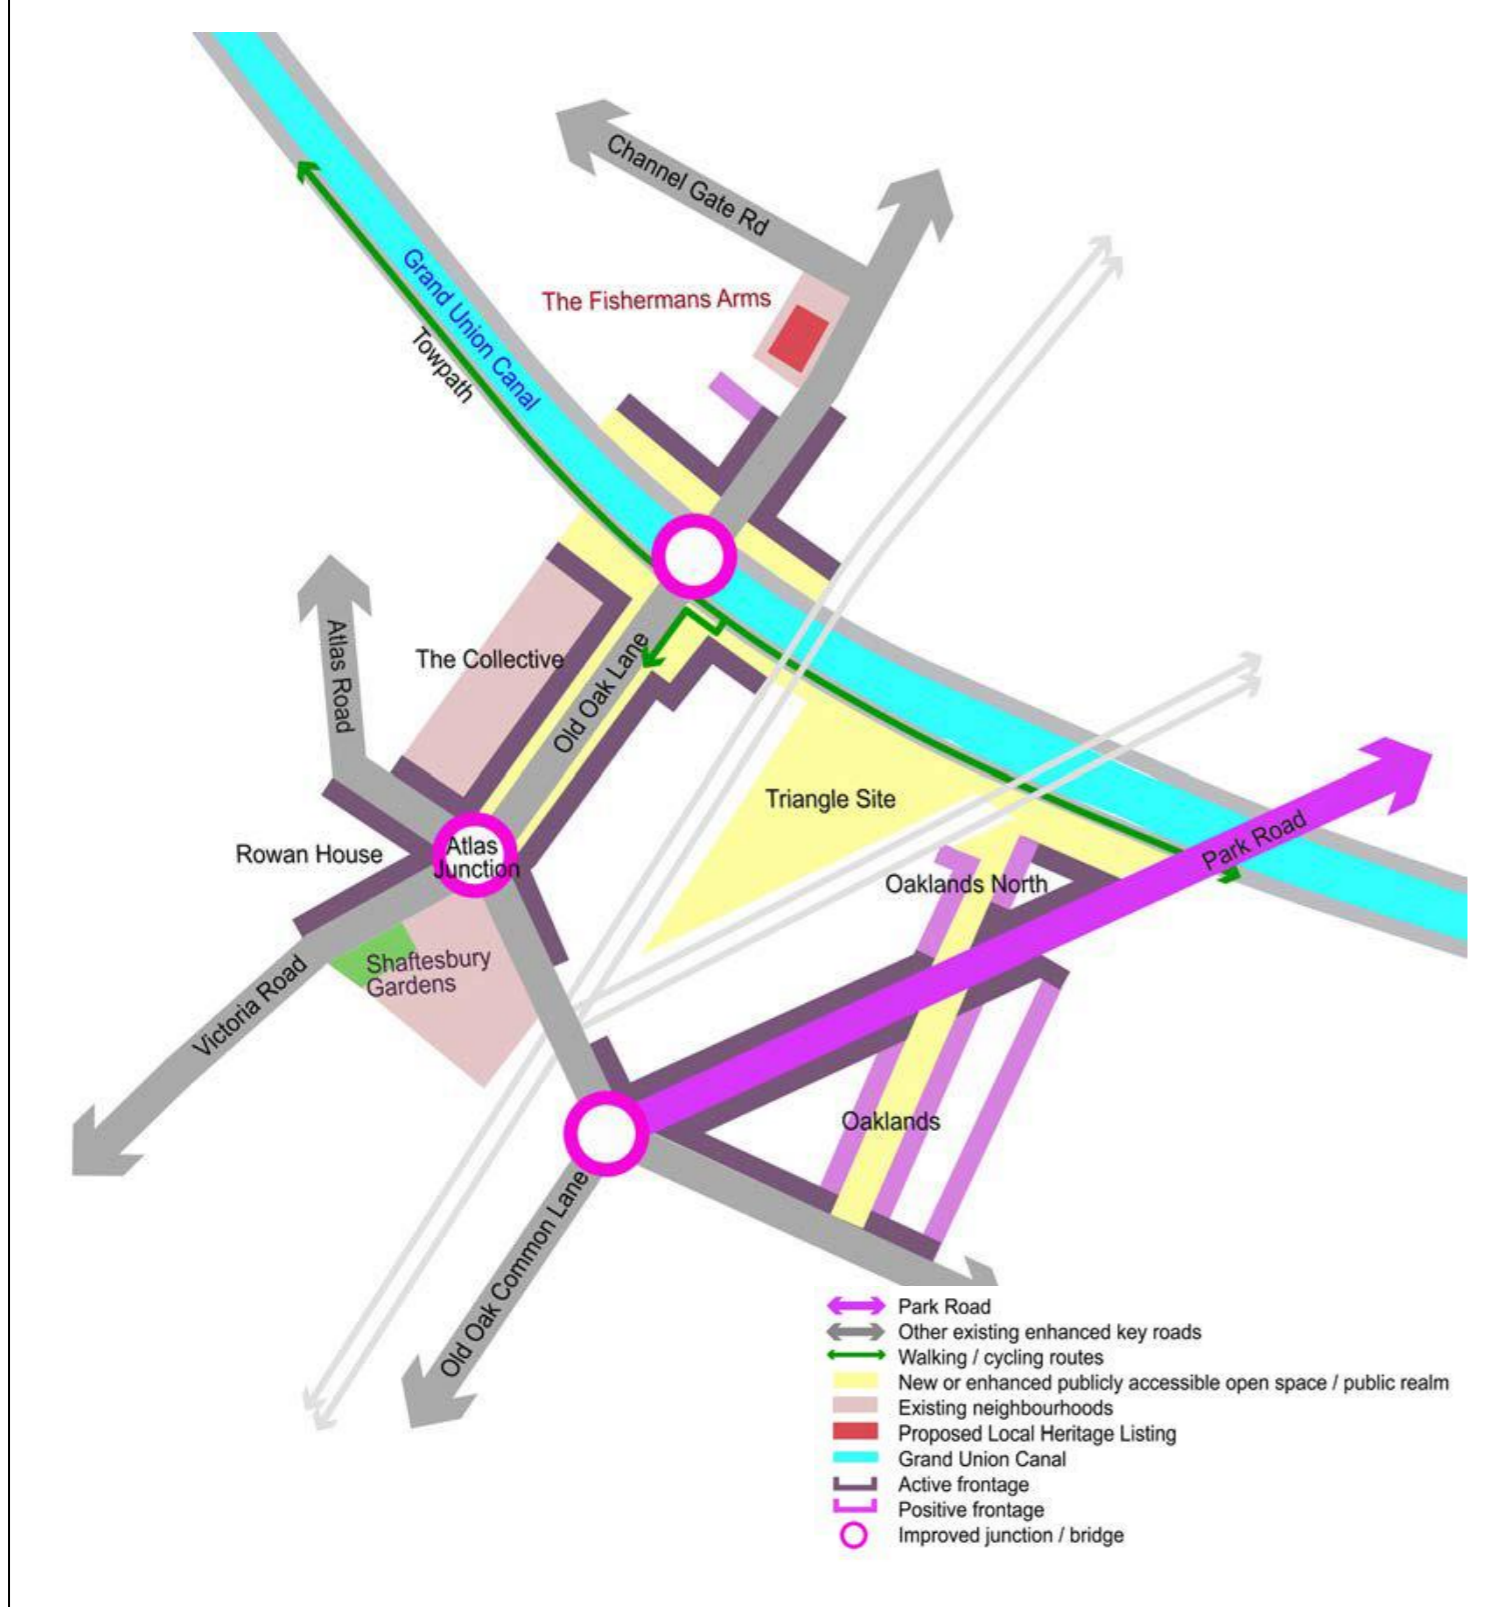 Channel Gate Rd
Grand Union Canal
The Fishermans Arms
Towpath
Atlas Road
The Collective
Old Oak Lane
Triangle Site
Park Road
Rowan House
Atlas
Junction
Oaklands North
Shaftesbury
Gardens
Victoria Road
Oaklands
Old Oak Common Lane
Park Road
Other existing enhanced key roads
Walking / cycling routes
New or enhanced publicly accessible open space / public realm
Existing neighbourhoods
Proposed Local Heritage Listing
Grand Union Canal
Active frontage
Positive frontage
Improved junction / bridge